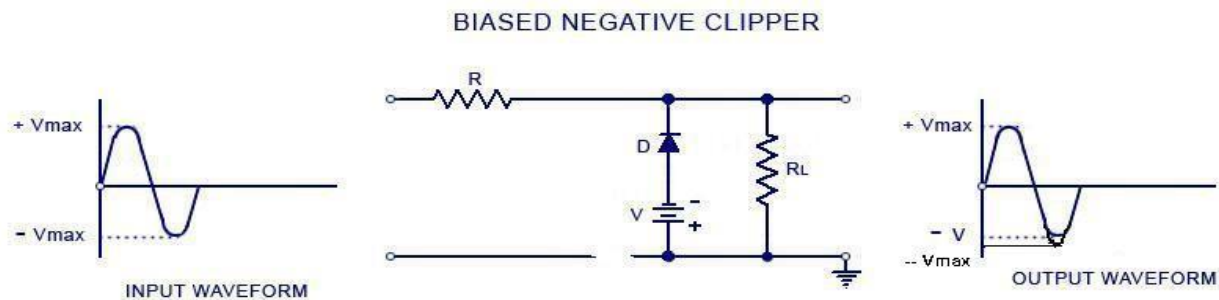 BIASED NEGATIVE CLIPPER
+ Vmax
- Vmax
INPUT WAVEFORM
R
D
V
-
+
RL
+ Vmax
- V
-- Vmax
OUTPUT WAVEFORM